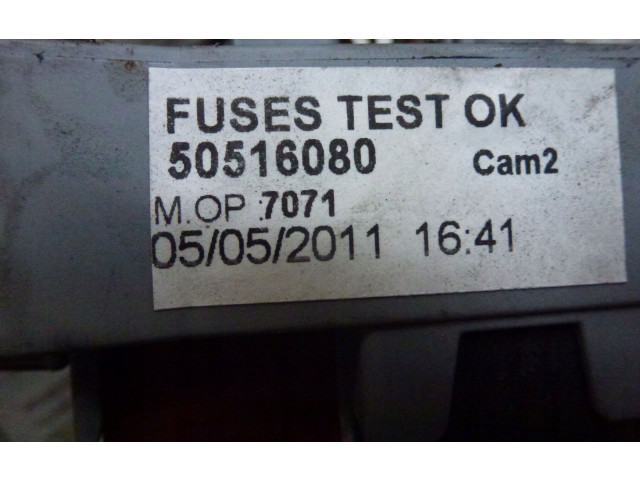 FUSES TEST OK
50516080 Cam2
M.OP :7071
05/05/2011 16:41